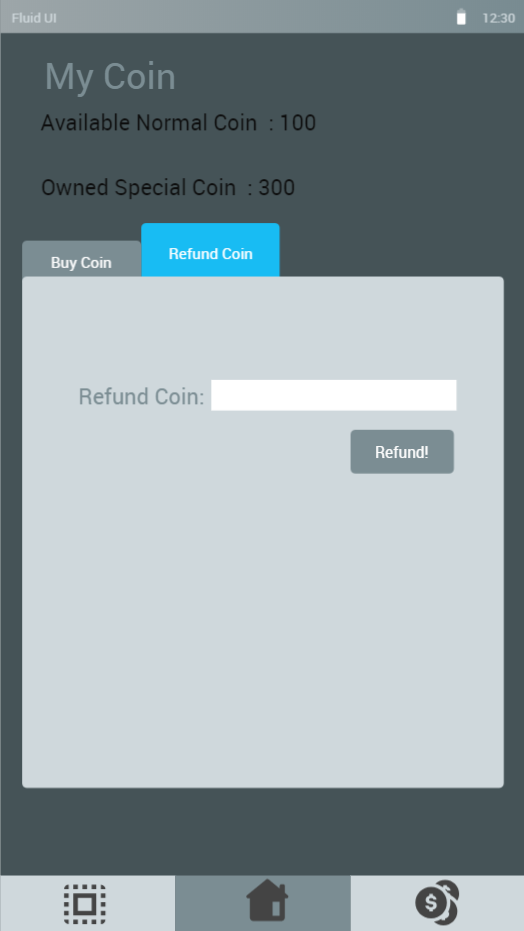 Fluid UI 12:30
My Coin
Available Normal Coin : 100
Owned Special Coin : 300
Buy Coin
Refund Coin
Refund Coin:
Refund!
$